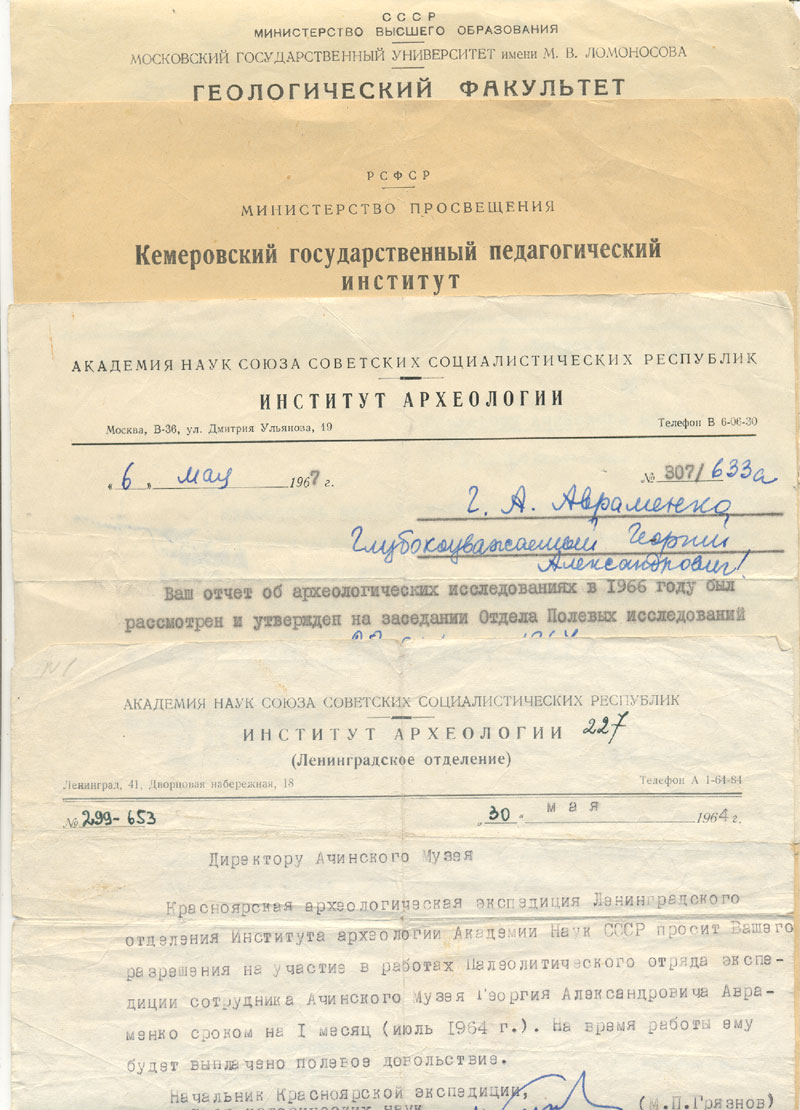 СССР
МИНИСТЕРСТВО ВЫСШЕГО ОБРАЗОВАНИЯ
МОСКОВСКИЙ ГОСУДАРСТВЕННЫЙ УНИВЕРСИТЕТ имени М. В. ЛОМОНОСОВА
ГЕОЛОГИЧЕСКИЙ ФАКУЛЬТЕТ
РСФСР
МИНИСТЕРСТВО ПРОСВЕЩЕНИЯ
Кемеровский государственный педагогический
институт
АКАДЕМИЯ НАУК СОЮЗА СОВЕТСКИХ СОЦИАЛИСТИЧЕСКИХ РЕСПУБЛИК
ИНСТИТУТ АРХЕОЛОГИИ
Москва, В-36, ул. Дмитрия Ульянова, 19 Телефон В 6-06-30
„6„ мая 1967 г. № 307/633а
Г. А. Авраменко
Глубокоуважаемый Георгий
Александрович!
Ваш отчет об археологических исследованиях в 1966 году был
рассмотрен и утвержден на заседании Отдела Полевых исследований
АКАДЕМИЯ НАУК СОЮЗА СОВЕТСКИХ СОЦИАЛИСТИЧЕСКИХ РЕСПУБЛИК
ИНСТИТУТ АРХЕОЛОГИИ 227
(Ленинградское отделение)
Ленинград, 41, Дворцовая набережная, 18 Телефон А 1-64-84
№ 299-653 „30" мая 1964 г.
Директору Ачинского Музея
Красноярская археологическая экспедиция Ленинградского
отделения Института археологии Академии Наук СССР просит Вашего
разрешения на участие в работах Палеолитического отряда экспе-
диции сотрудника Ачинского Музея Георгия Александровича Авра-
менко сроком на I месяц (июль 1964 г.). На время работы ему
будет выплачено полевое довольствие.
Начальник Красноярской экспедиции,
наук (М.П.Грязнов)